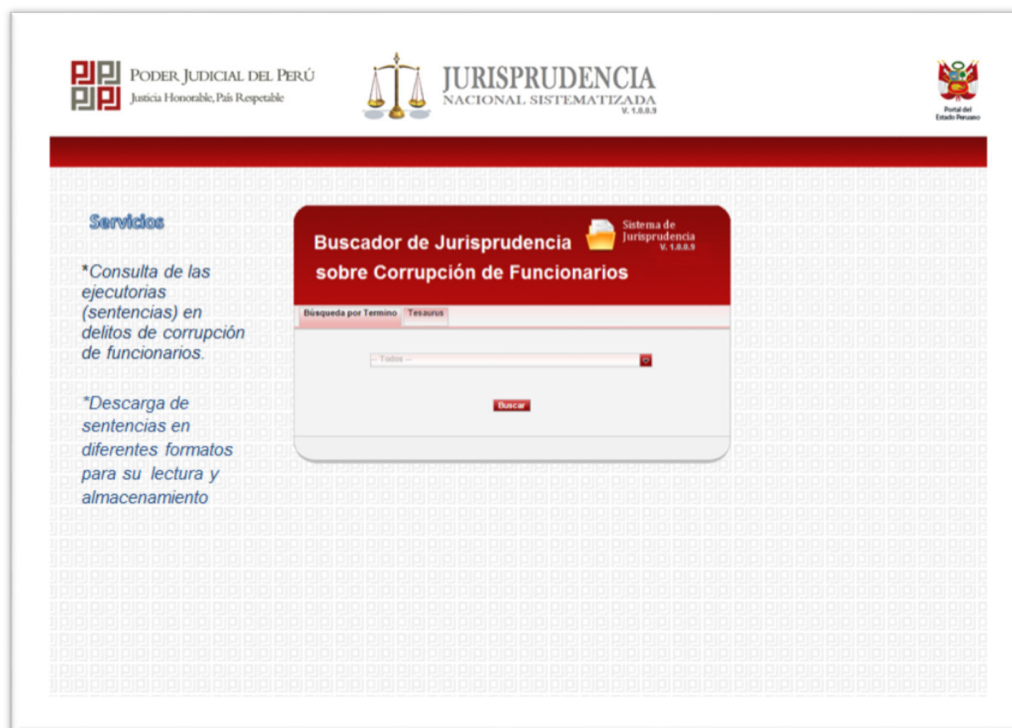 PODER JUDICIAL DEL PERÚ
Justicia Honorable, País Respetable
JURISPRUDENCIA
NACIONAL SISTEMATIZADA
V. 1.0.0.9
Portal del
Estado Peruano
Servicios
*Consulta de las
ejecutorias
(sentencias) en
delitos de corrupción
de funcionarios.
*Descarga de
sentencias en
diferentes formatos
para su lectura y
almacenamiento
Buscador de Jurisprudencia
sobre Corrupción de Funcionarios
Sistema de
Jurisprudencia
V. 1.0.0.9
Búsqueda por Termino Tesaurus
-- Todos --
Buscar